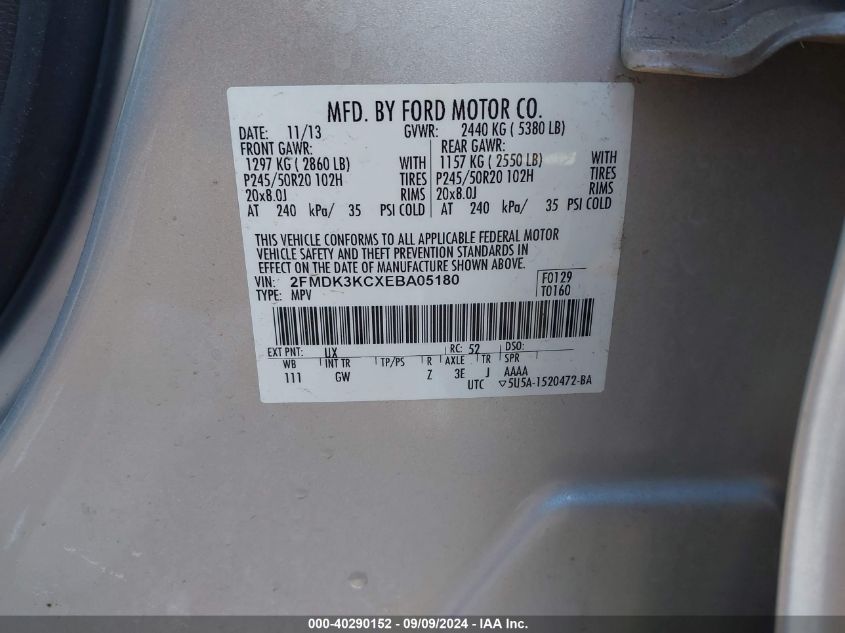 MFD. BY FORD MOTOR CO.
DATE: 11/13 GVWR: 2440 KG ( 5380 LB)
FRONT GAWR: REAR GAWR:
1297 KG ( 2860 LB) WITH 1157 KG ( 2550 LB) WITH
P245/50R20 102H TIRES P245/50R20 102H TIRES
20x8.0J RIMS 20x8.0J RIMS
AT 240 kPa/ 35 PSI COLD AT 240 kPa/ 35 PSI COLD
THIS VEHICLE CONFORMS TO ALL APPLICABLE FEDERAL MOTOR
VEHICLE SAFETY AND THEFT PREVENTION STANDARDS IN
EFFECT ON THE DATE OF MANUFACTURE SHOWN ABOVE.
VIN: 2FMDK3KCXEBA05180 F0129
TYPE: MPV T0160
EXT PNT: UX RC: 52 DSO:
WB INT TR TP/PS R AXLE TR SPR
111 GW Z 3E J AAAA
UTC ▽5U5A-1520472-BA
000-40290152 - 09/09/2024 - IAA Inc.